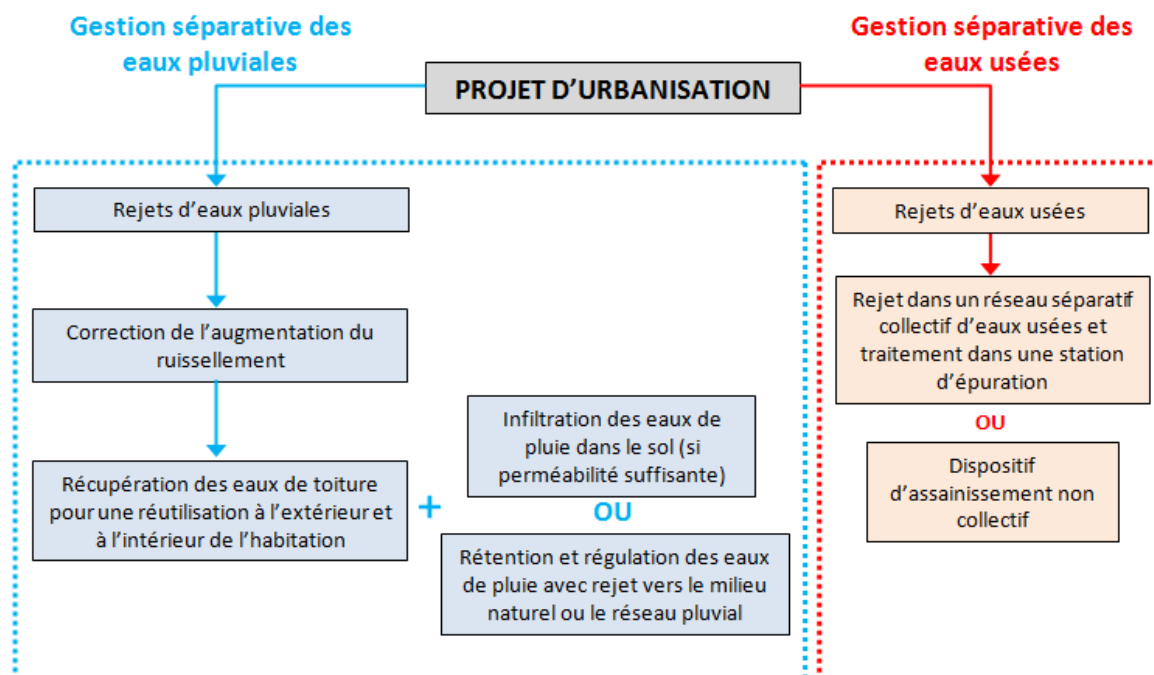 Gestion séparative des
eaux pluviales
Gestion séparative des
eaux usées
PROJET D’URBANISATION
Rejets d’eaux pluviales
Correction de l’augmentation du
ruissellement
Récupération des eaux de toiture
pour une réutilisation à l’extérieur et
à l’intérieur de l’habitation
+
Infiltration des eaux de
pluie dans le sol (si
perméabilité suffisante)
OU
Rétention et régulation des eaux
de pluie avec rejet vers le milieu
naturel ou le réseau pluvial
Rejets d’eaux usées
Rejet dans un réseau séparatif
collectif d’eaux usées et
traitement dans une station
d’épuration
OU
Dispositif
d’assainissement non
collectif